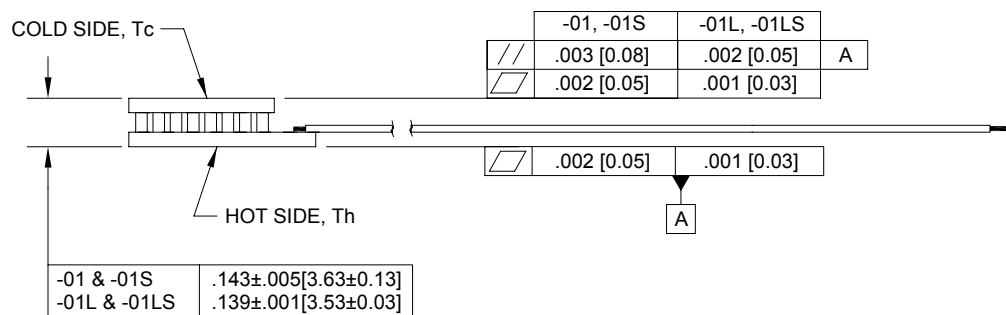 -01, -01S -01L, -01LS
COLD SIDE, Tc
.003 [0.08] .002 [0.05] A
.002 [0.05] .001 [0.03]
.002 [0.05] .001 [0.03]
A
HOT SIDE, Th
-01 & -01S .143±.005[3.63±0.13]
-01L & -01LS .139±.001[3.53±0.03]